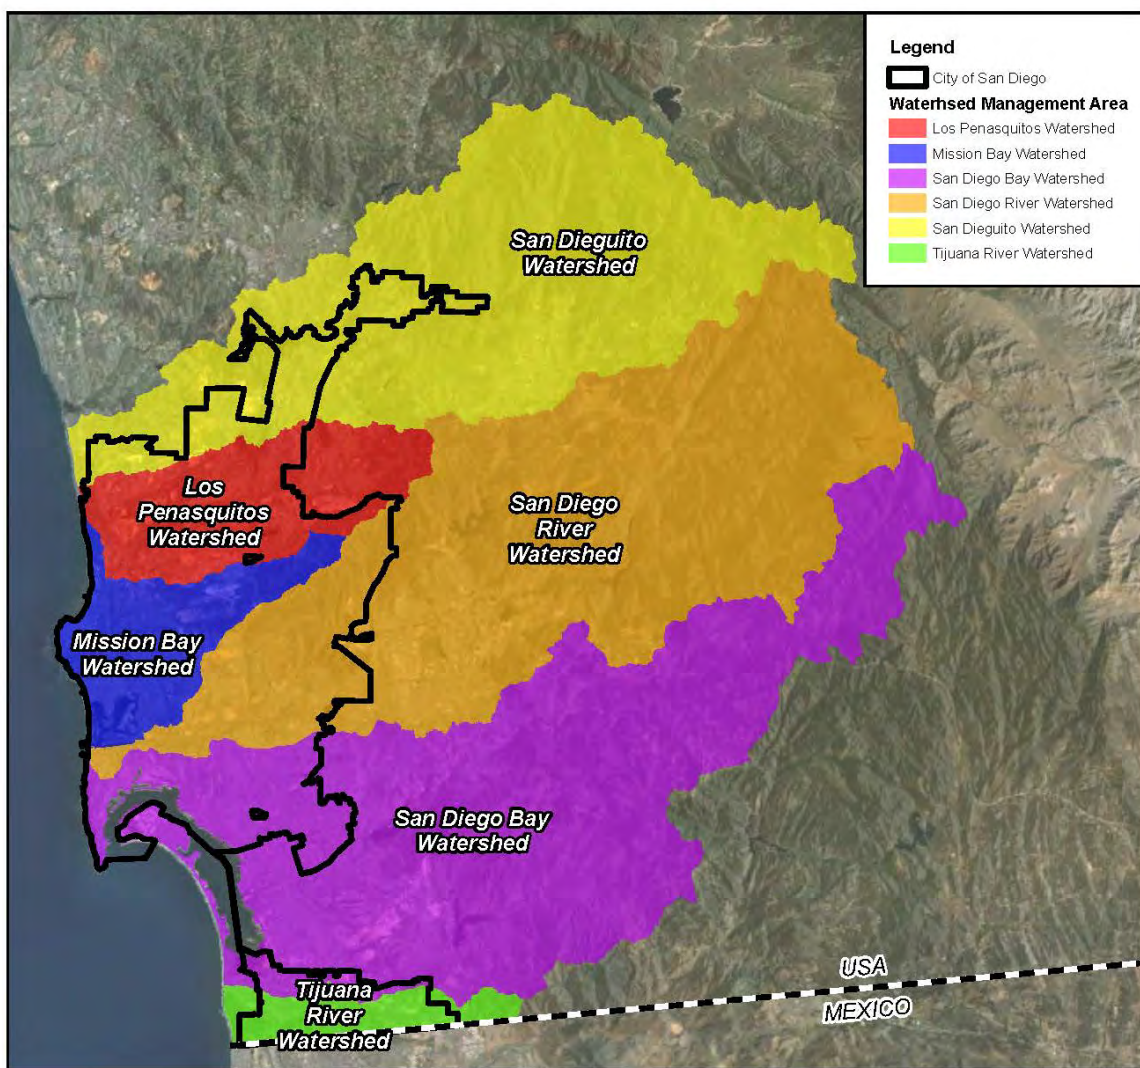 Legend
City of San Diego
Waterhsed Management Area
Los Penasquitos Watershed
Mission Bay Watershed
San Diego Bay Watershed
San Diego River Watershed
San Dieguito Watershed
Tijuana River Watershed
San Dieguito
Watershed
Los
Penasquitos
Watershed
San Diego
River
Watershed
Mission Bay
Watershed
San Diego Bay
Watershed
Tijuana
River
Watershed
USA
MEXICO